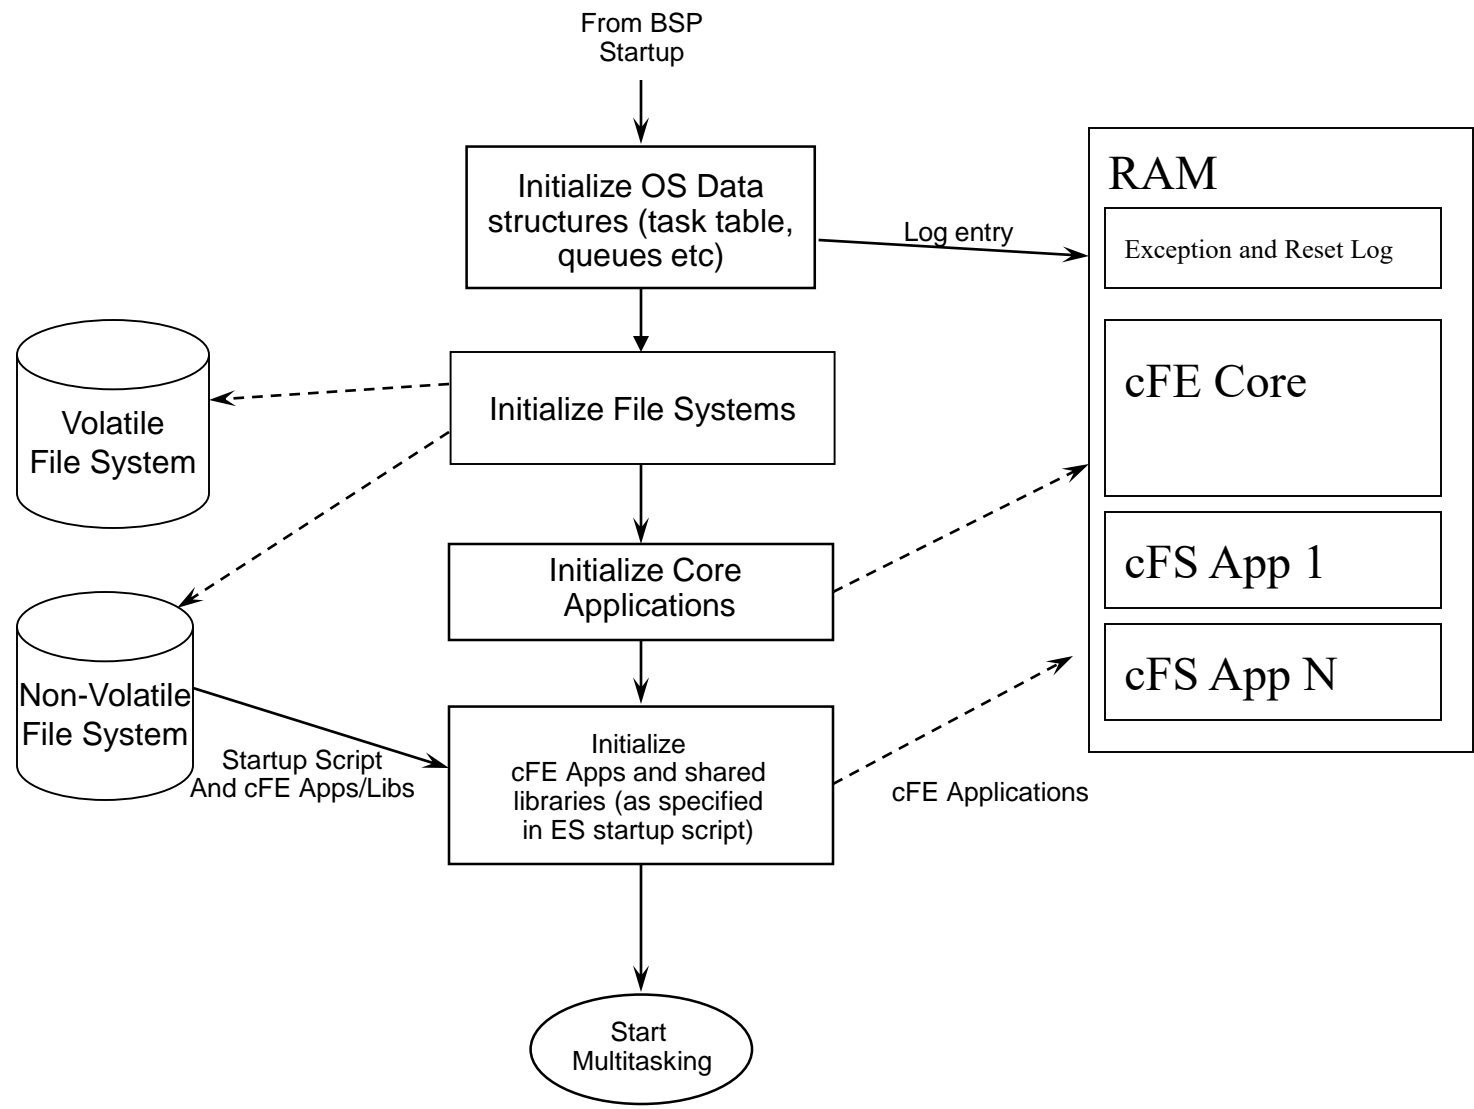 From BSP
Startup
Initialize OS Data
structures (task table,
queues etc)
Log entry
RAM
Exception and Reset Log
cFE Core
cFS App 1
cFS App N
Volatile
File System
Initialize File Systems
Initialize Core
Applications
Non-Volatile
File System
Startup Script
And cFE Apps/Libs
Initialize
cFE Apps and shared
libraries (as specified
in ES startup script)
cFE Applications
Start
Multitasking